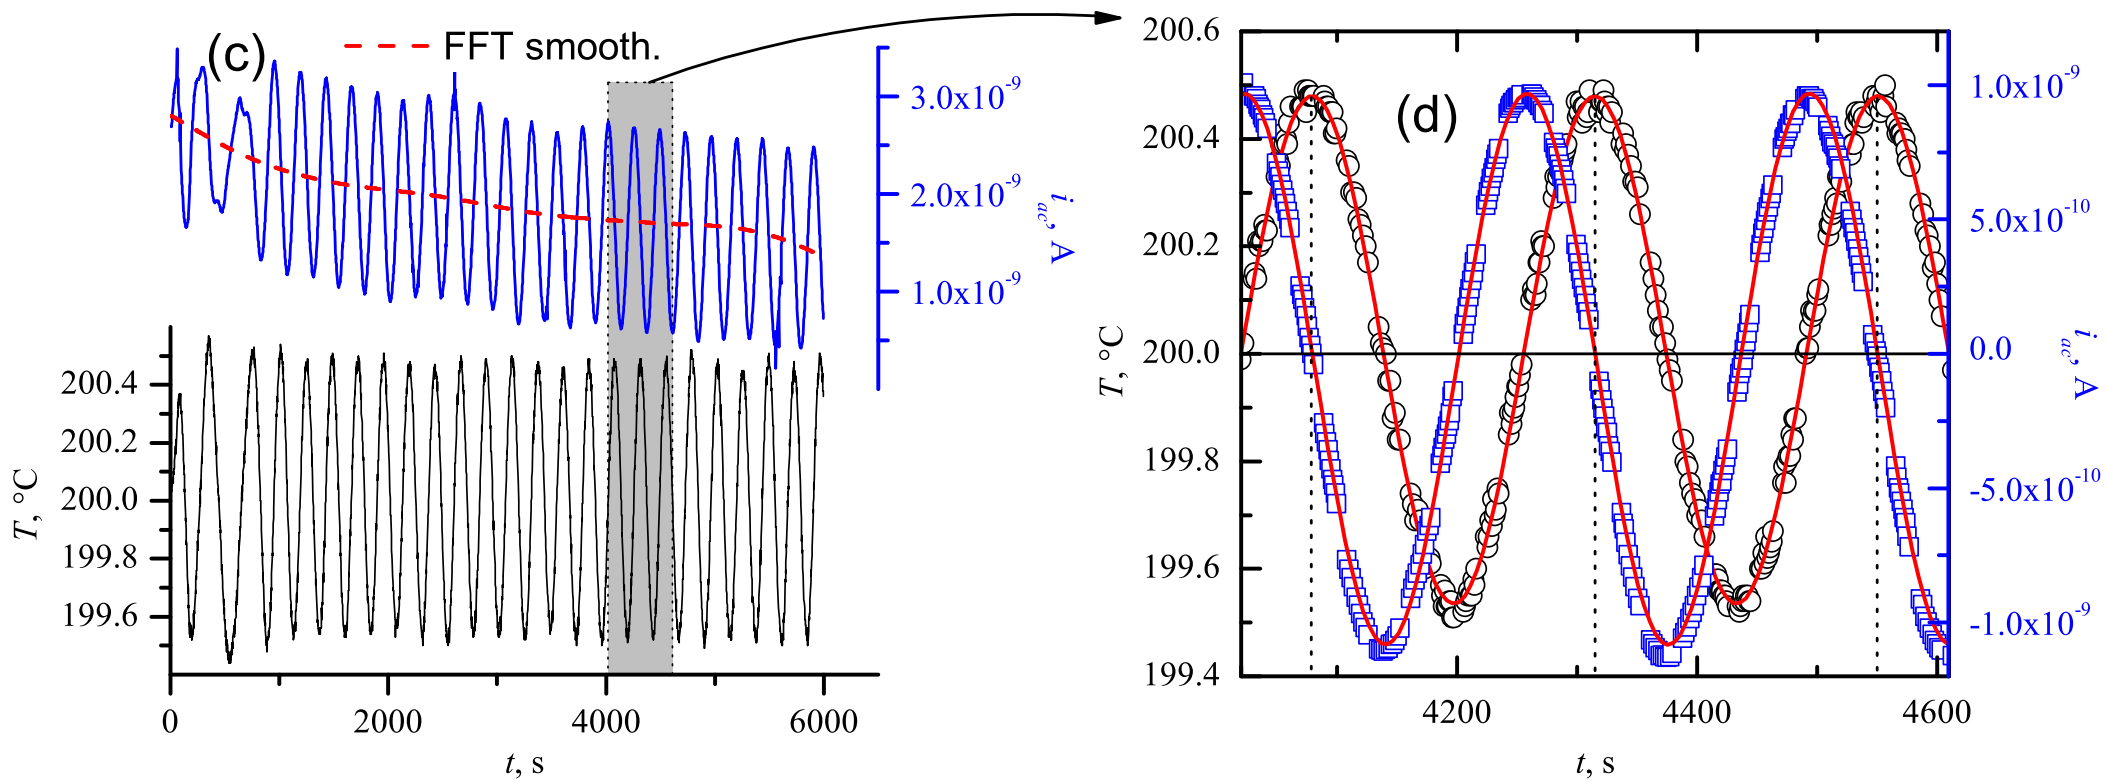 (c)
FFT smooth.
3.0x10⁻⁹
2.0x10⁻⁹
1.0x10⁻⁹
i_ac, A
200.4
200.2
200.0
199.8
199.6
T, °C
0
2000
4000
6000
t, s
(d)
200.6
200.4
200.2
200.0
199.8
199.6
199.4
T, °C
1.0x10⁻⁹
5.0x10⁻¹⁰
0.0
-5.0x10⁻¹⁰
-1.0x10⁻⁹
i_ac, A
4200
4400
4600
t, s